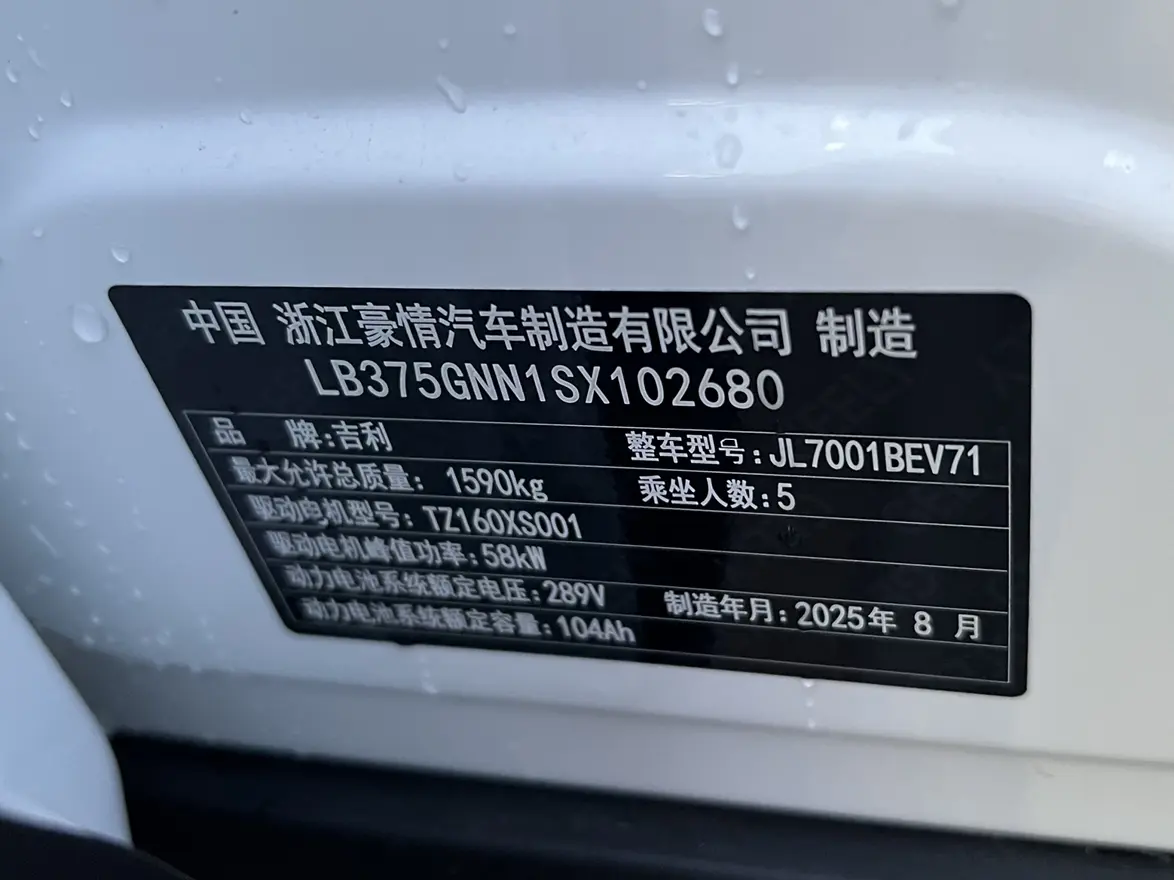 中国 浙江豪情汽车制造有限公司 制造
LB375GNN1SX102680
品 牌:吉利 整车型号:JL7001BEV71
最大允许总质量: 1590kg 乘坐人数:5
驱动电机型号: TZ160XS001
驱动电机峰值功率:58kW
动力电池系统额定电压:289V 制造年月:2025年 8 月
动力电池系统额定容量:104Ah